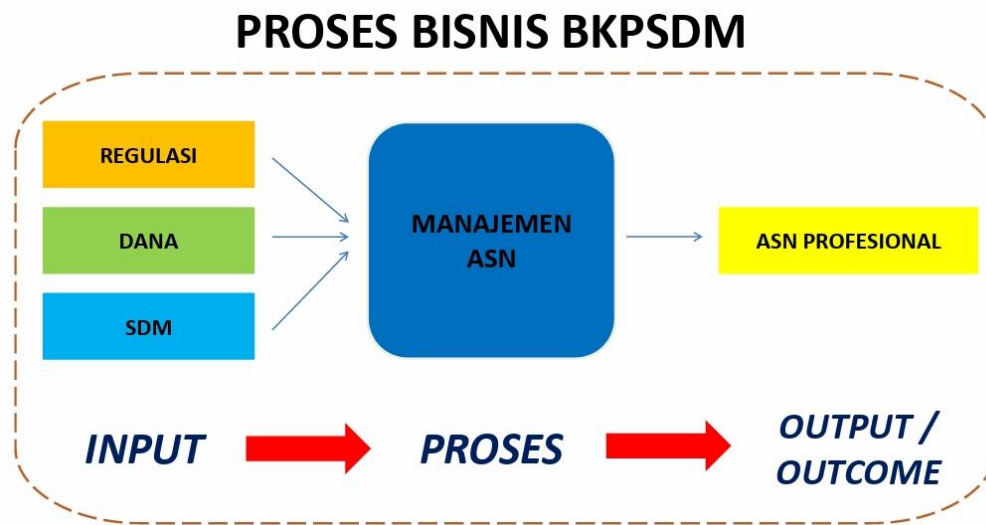 PROSES BISNIS BKPSDM
REGULASI
DANA
SDM
MANAJEMEN
ASN
ASN PROFESIONAL
INPUT
PROSES
OUTPUT /
OUTCOME